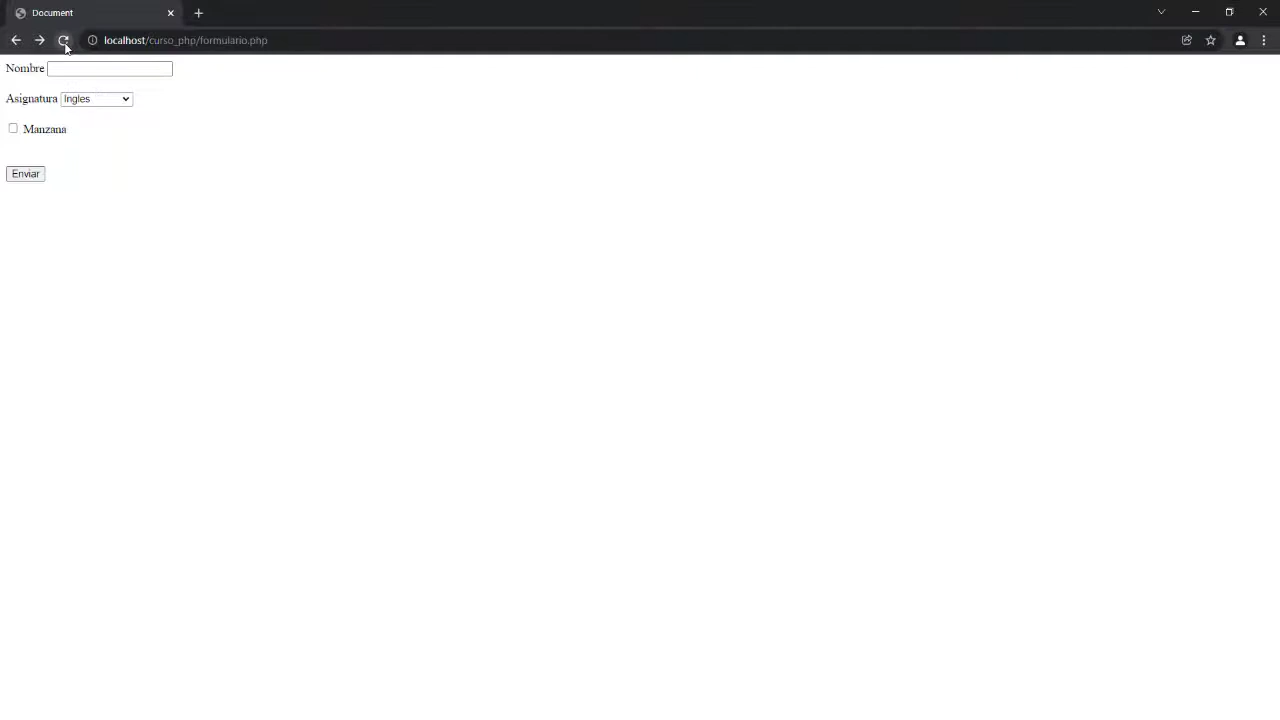 Document
localhost/curso_php/formulario.php
Nombre
Asignatura Ingles
Manzana
Enviar